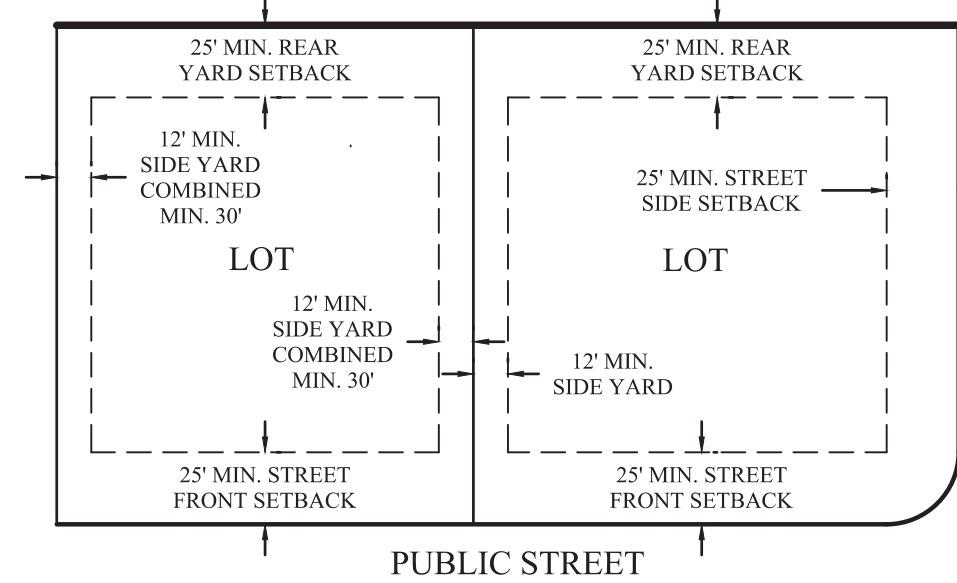 25' MIN. REAR
YARD SETBACK
25' MIN. REAR
YARD SETBACK
12' MIN.
SIDE YARD
COMBINED
MIN. 30'
25' MIN. STREET
SIDE SETBACK
LOT
LOT
12' MIN.
SIDE YARD
COMBINED
MIN. 30'
12' MIN.
SIDE YARD
25' MIN. STREET
FRONT SETBACK
25' MIN. STREET
FRONT SETBACK
PUBLIC STREET